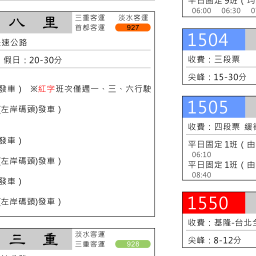 八 里
三重客運
首都客運
淡水客運
927
速公路
假日：20-30分
發車） ※紅字班次僅週一、三、六行駛
左岸碼頭)發車）
發車）
左岸碼頭)發車）
發車）
左岸碼頭)發車）
三 重
淡水客運
三重客運
928
06:00 06:30
1504
收費：三段票
尖峰：15-30分
1505
收費：四段票
平日固定1班（由
06:10
平日固定1班（由
08:40
1550
收費：基隆-台北全
尖峰：8-12分